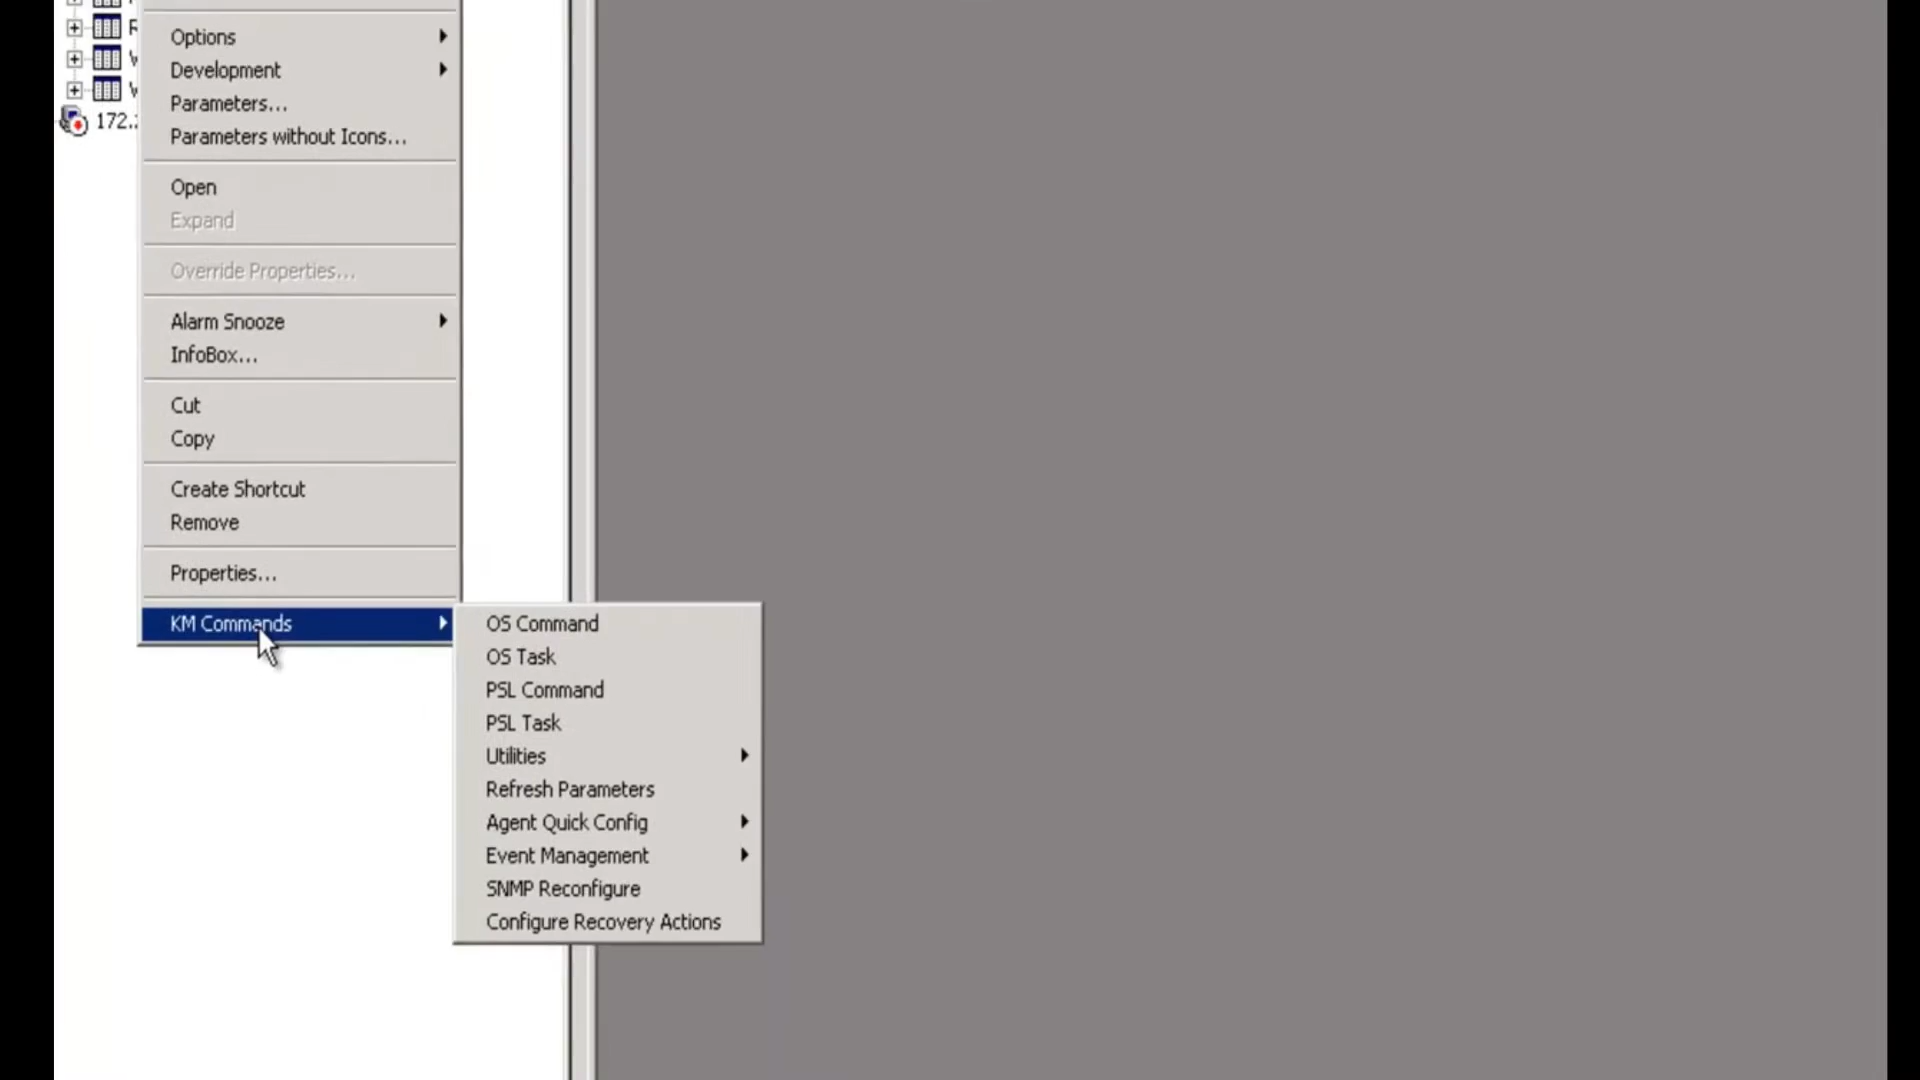 Options
Development
Parameters...
Parameters without Icons...
172.
Open
Expand
Override Properties...
Alarm Snooze
InfoBox...
Cut
Copy
Create Shortcut
Remove
Properties...
KM Commands
OS Command
OS Task
PSL Command
PSL Task
Utilities
Refresh Parameters
Agent Quick Config
Event Management
SNMP Reconfigure
Configure Recovery Actions